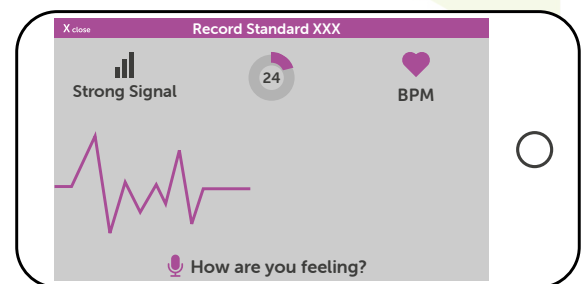 X close
Record Standard XXX
Strong Signal
24
BPM
How are you feeling?